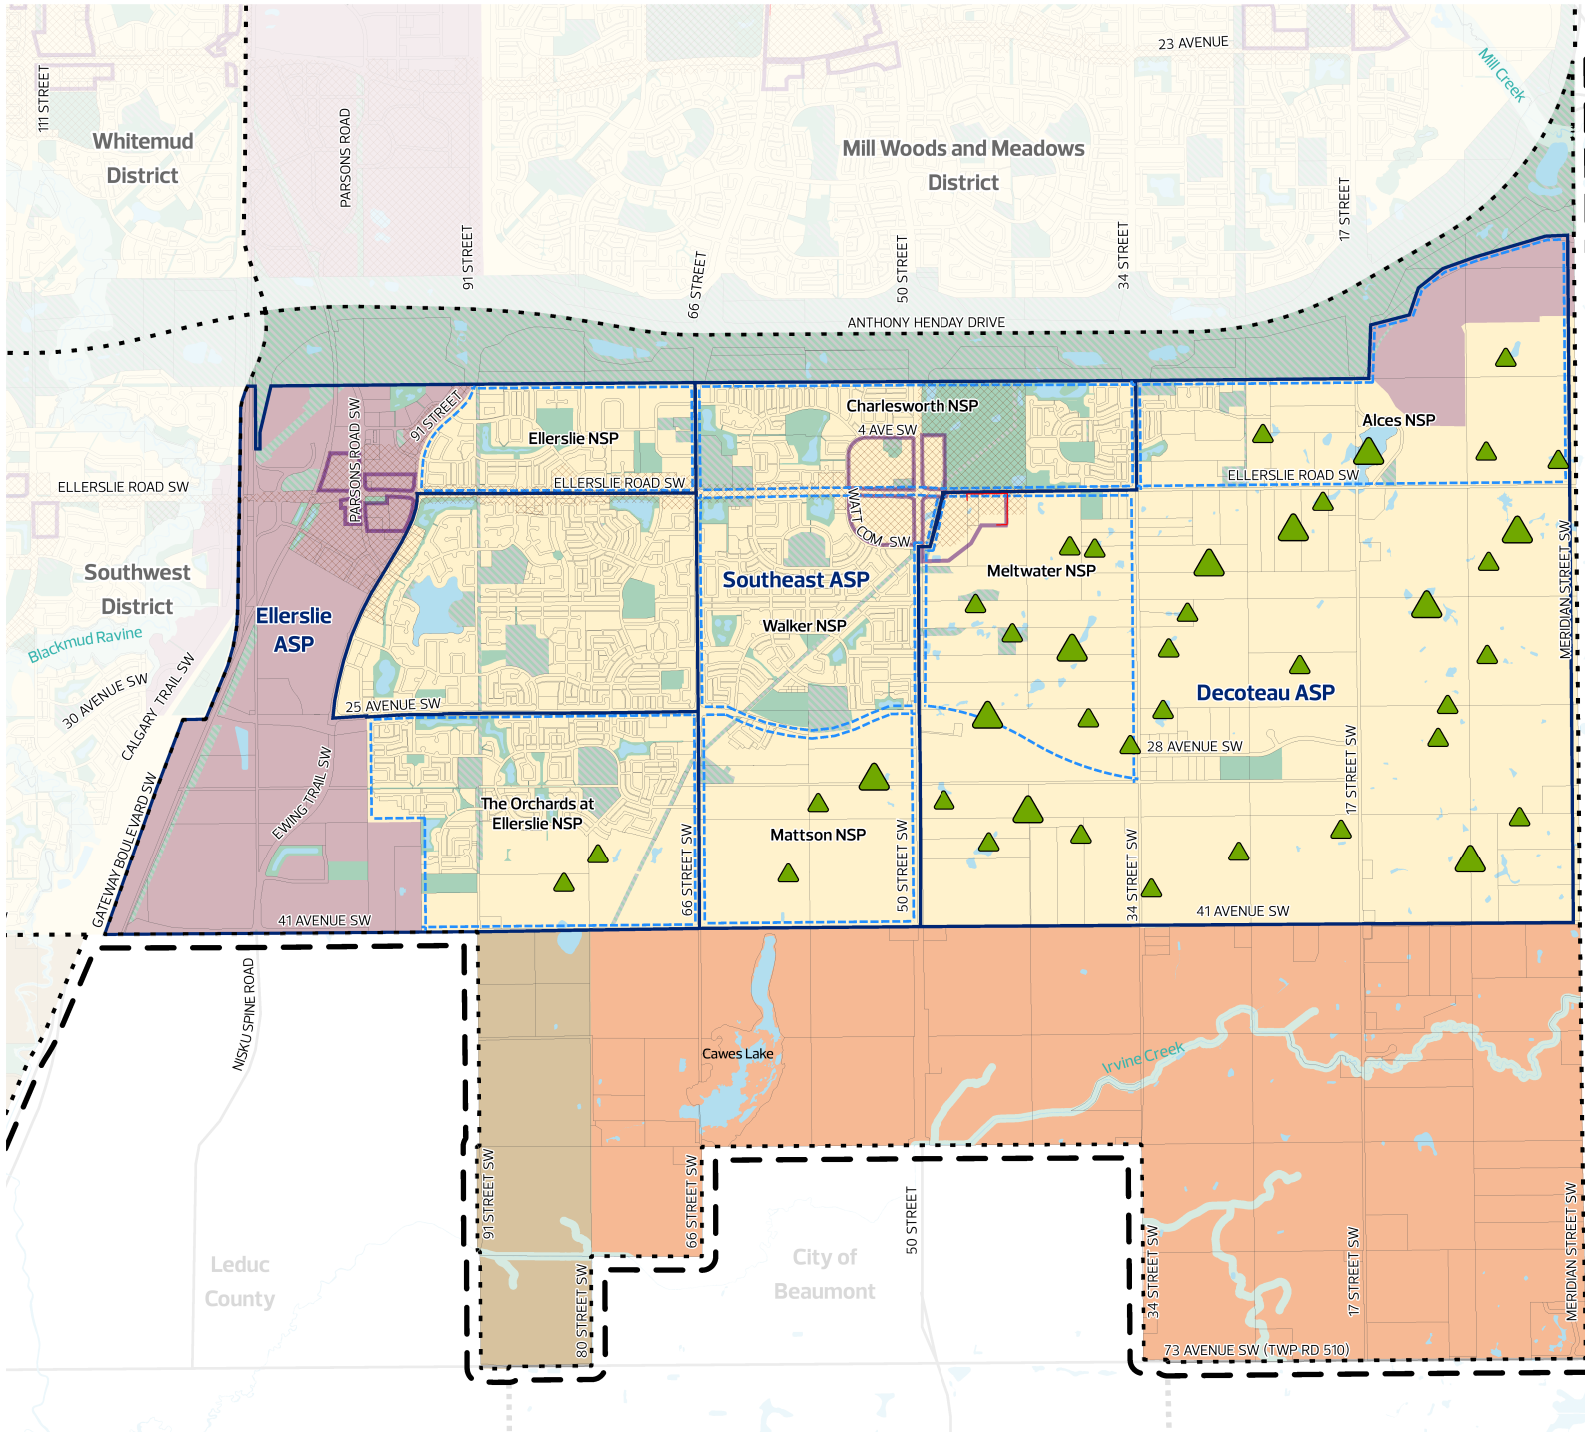 23 AVENUE
Mill Creek
111 STREET
PARSONS ROAD
Whitemud
District
Mill Woods and Meadows
District
17 STREET
91 STREET
66 STREET
50 STREET
34 STREET
ANTHONY HENDAY DRIVE
PARSONS ROAD SW
91 STREET
Charlesworth NSP
4 AVE SW
Alces NSP
Ellerslie NSP
ELLERSLIE ROAD SW
ELLERSLIE ROAD SW
ELLERSLIE ROAD SW
WATT COM. SW
MERIDIAN STREET SW
Southwest
District
Blackmud Ravine
Ellerslie
ASP
Southeast ASP
Meltwater NSP
Walker NSP
30 AVENUE SW
CALGARY TRAIL SW
25 AVENUE SW
Decoteau ASP
28 AVENUE SW
17 STREET SW
GATEWAY BOULEVARD SW
EWING TRAIL SW
The Orchards at
Ellerslie NSP
Mattson NSP
66 STREET SW
50 STREET SW
34 STREET SW
41 AVENUE SW
41 AVENUE SW
NISKU SPINE ROAD
Cawes Lake
Irvine Creek
91 STREET SW
66 STREET SW
50 STREET
34 STREET SW
17 STREET SW
MERIDIAN STREET SW
Leduc
County
80 STREET SW
City of
Beaumont
73 AVENUE SW (TWP RD 510)